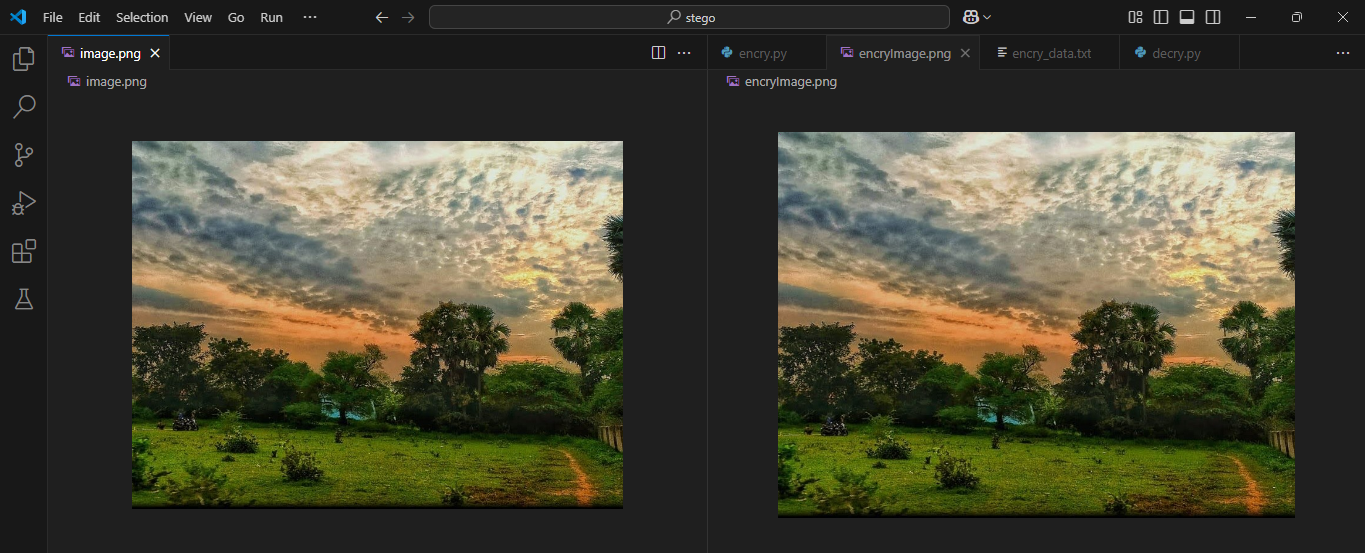 File Edit Selection View Go Run ··· stego
image.png encry.py encryImage.png encry_data.txt decry.py
image.png encryImage.png